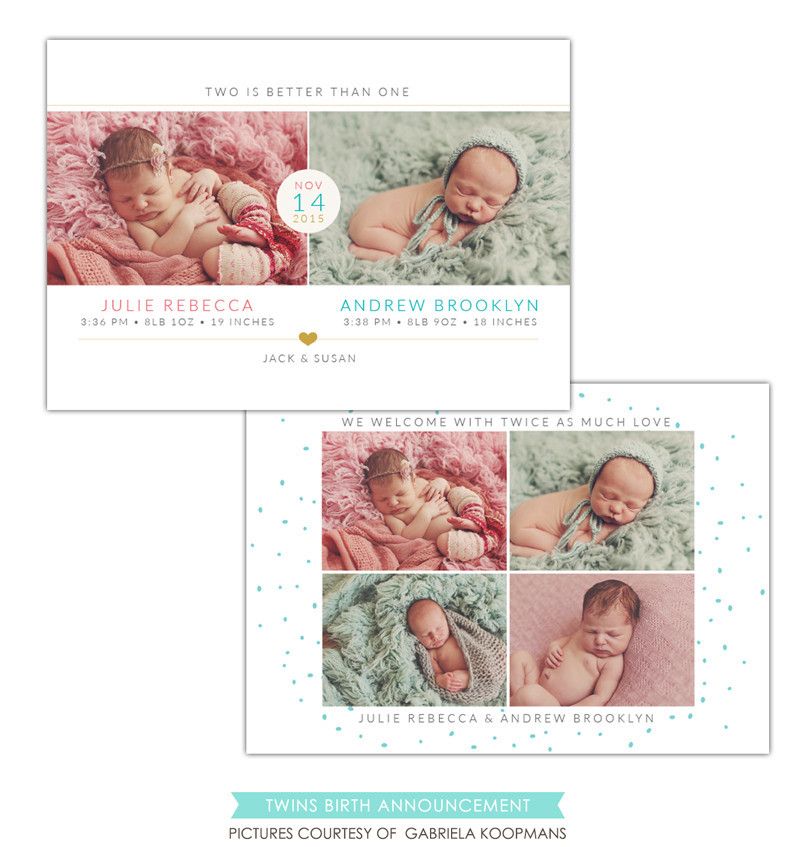 TWO IS BETTER THAN ONE
NOV
14
2015
JULIE REBECCA
3:36 PM • 8LB 1OZ • 19 INCHES
ANDREW BROOKLYN
3:38 PM • 8LB 9OZ • 18 INCHES
JACK & SUSAN
WE WELCOME WITH TWICE AS MUCH LOVE
JULIE REBECCA & ANDREW BROOKLYN
TWINS BIRTH ANNOUNCEMENT
PICTURES COURTESY OF GABRIELA KOOPMANS